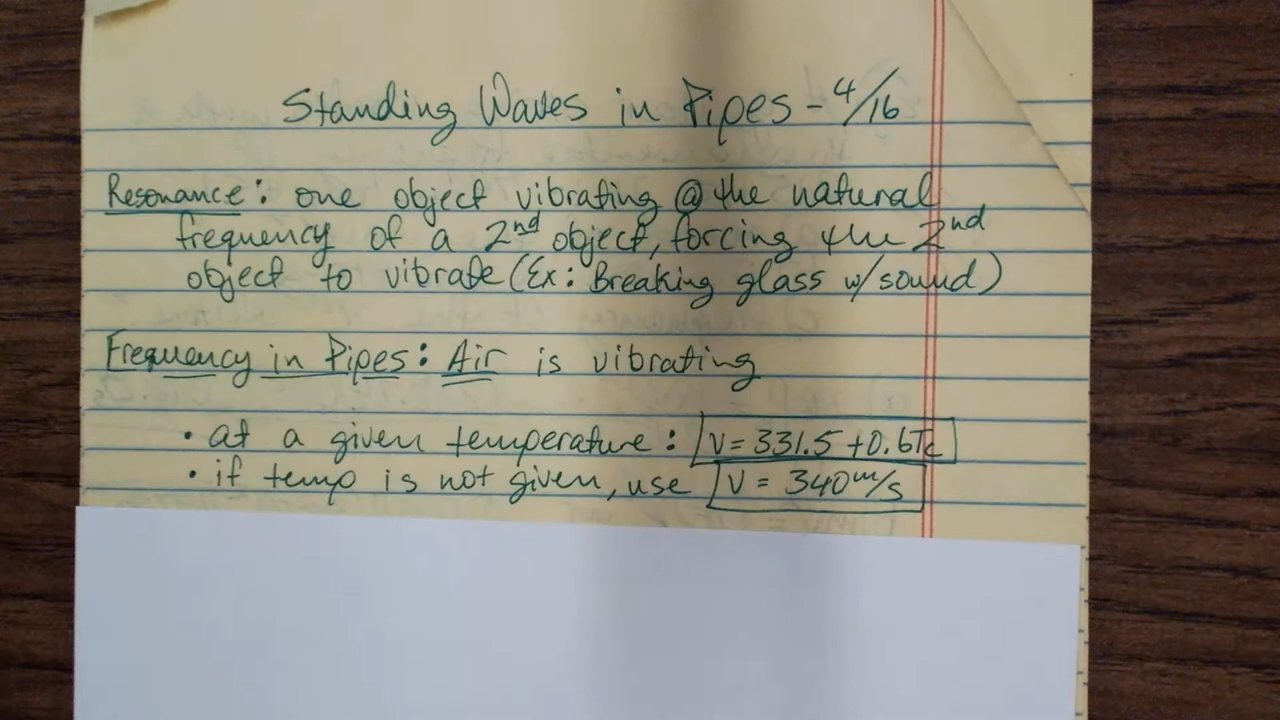 Standing Waves in Pipes - 4/16
Resonance: one object vibrating @ the natural
frequency of a 2nd object, forcing the 2nd
object to vibrate (Ex: Breaking glass w/sound)
Frequency in Pipes: Air is vibrating
• at a given temperature: V = 331.5 + 0.6Tc
• if temp is not given, use V = 340 m/s